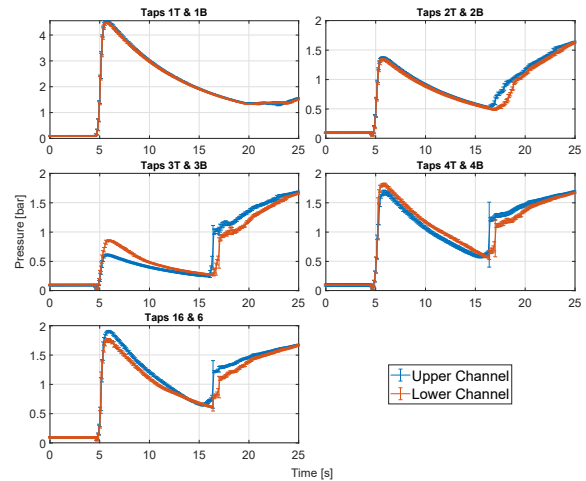 Taps 1T & 1B
Taps 2T & 2B
4
3
2
1
0
0 5 10 15 20 25
2
1.5
1
0.5
0
0 5 10 15 20 25
Taps 3T & 3B
Taps 4T & 4B
Pressure [bar]
2
1.5
1
0.5
0
0 5 10 15 20 25
2
1.5
1
0.5
0
0 5 10 15 20 25
Taps 16 & 6
2
1.5
1
0.5
0
0 5 10 15 20 25
Upper Channel
Lower Channel
Time [s]